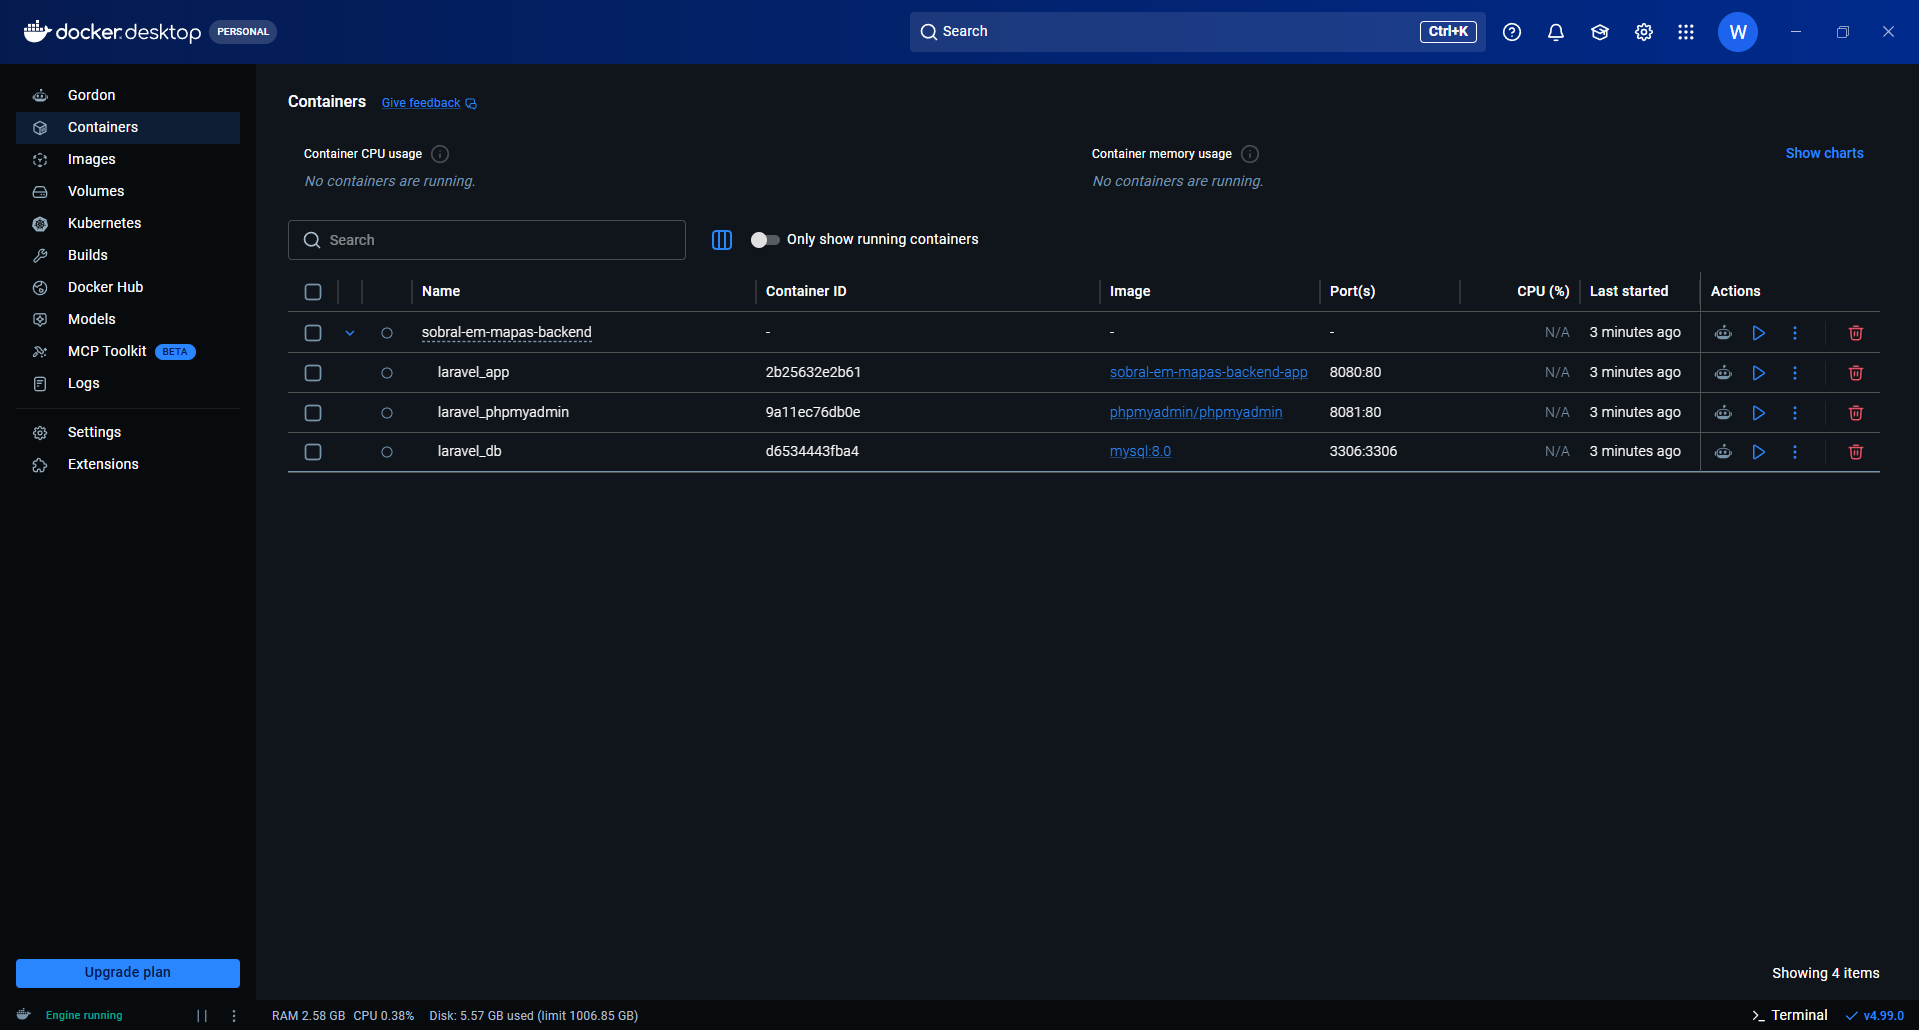 docker.desktop PERSONAL Search Ctrl+K W
Gordon
Containers
Images
Volumes
Kubernetes
Builds
Docker Hub
Models
MCP Toolkit BETA
Logs
Settings
Extensions
Upgrade plan
Containers Give feedback
Container CPU usage
No containers are running.
Container memory usage
No containers are running.
Show charts
Search
Only show running containers
Name Container ID Image Port(s) CPU (%) Last started Actions
sobral-em-mapas-backend - - - N/A 3 minutes ago
laravel_app 2b25632e2b61 sobral-em-mapas-backend-app 8080:80 N/A 3 minutes ago
laravel_phpmyadmin 9a11ec76db0e phpmyadmin/phpmyadmin 8081:80 N/A 3 minutes ago
laravel_db d6534443fba4 mysql:8.0 3306:3306 N/A 3 minutes ago
Showing 4 items
Engine running RAM 2.58 GB CPU 0.38% Disk: 5.57 GB used (limit 1006.85 GB) Terminal v4.99.0